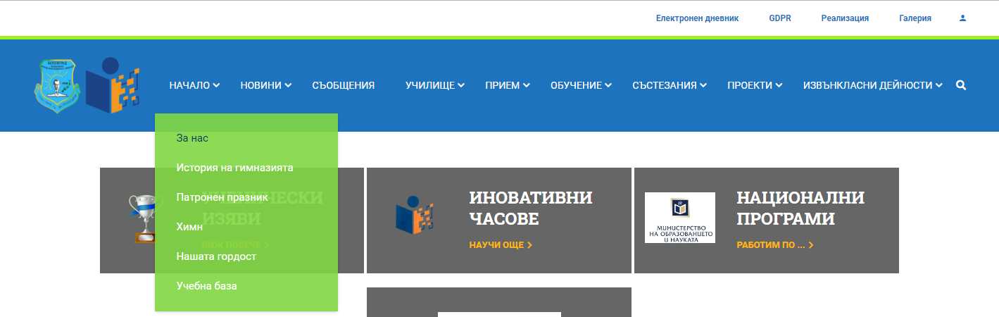 Електронен дневник GDPR Реализация Галерия
БОТЕВГРАД
НАЧАЛО НОВИНИ СЪОБЩЕНИЯ УЧИЛИЩЕ ПРИЕМ ОБУЧЕНИЕ СЪСТЕЗАНИЯ ПРОЕКТИ ИЗВЪНКЛАСНИ ДЕЙНОСТИ
За нас
История на гимназията
Патронен празник
Химн
Нашата гордост
Учебна база
УЧЕНИЧЕСКИ
ИЗЯВИ
ВИЖ ПОВЕЧЕ
ИНОВАТИВНИ
ЧАСОВЕ
НАУЧИ ОЩЕ
МИНИСТЕРСТВО
НА ОБРАЗОВАНИЕТО
И НАУКАТА
НАЦИОНАЛНИ
ПРОГРАМИ
РАБОТИМ ПО ...